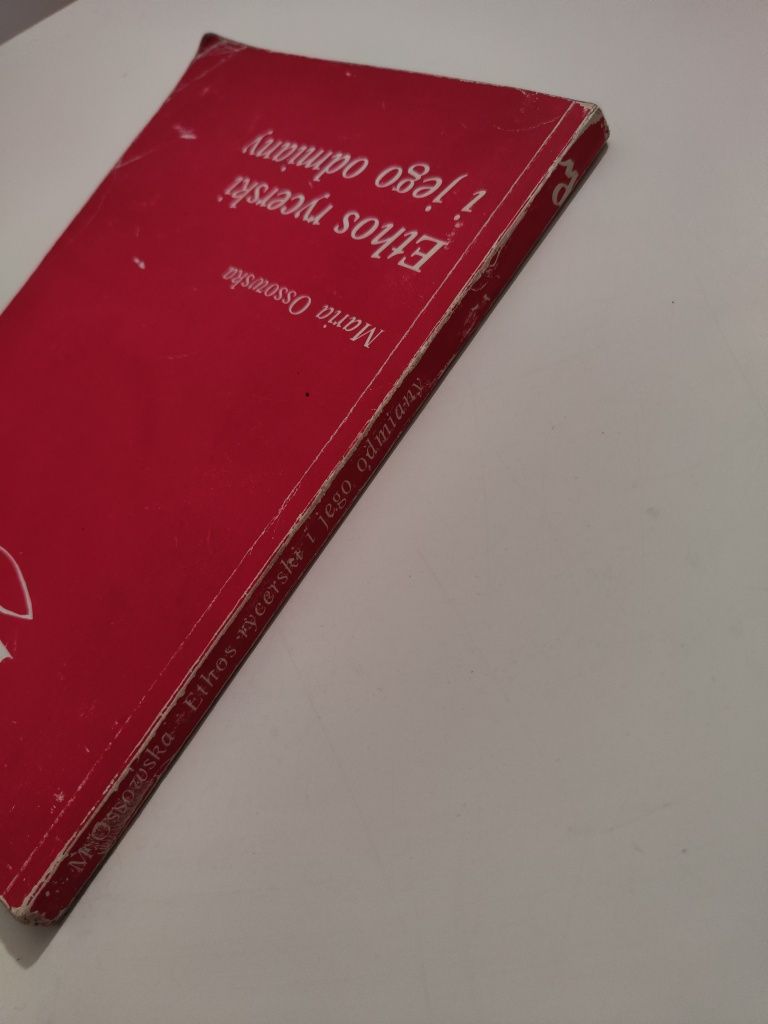 Maria Ossowska
Ethos rycerski
i jego odmiany
M. Ossowska Ethos rycerski i jego odmiany